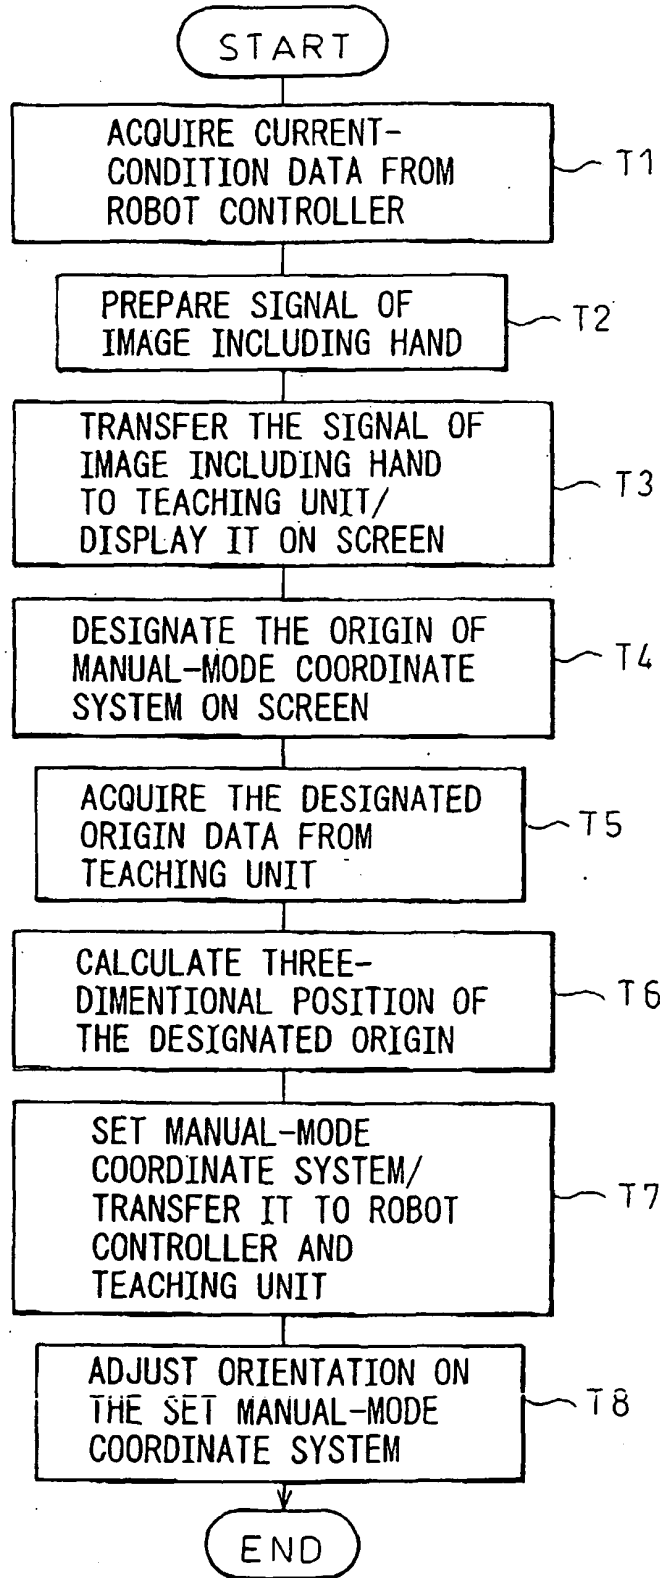 START
ACQUIRE CURRENT-
CONDITION DATA FROM
ROBOT CONTROLLER
T1
PREPARE SIGNAL OF
IMAGE INCLUDING HAND
T2
TRANSFER THE SIGNAL OF
IMAGE INCLUDING HAND
TO TEACHING UNIT/
DISPLAY IT ON SCREEN
T3
DESIGNATE THE ORIGIN OF
MANUAL-MODE COORDINATE
SYSTEM ON SCREEN
T4
ACQUIRE THE DESIGNATED
ORIGIN DATA FROM
TEACHING UNIT
T5
CALCULATE THREE-
DIMENTIONAL POSITION OF
THE DESIGNATED ORIGIN
T6
SET MANUAL-MODE
COORDINATE SYSTEM/
TRANSFER IT TO ROBOT
CONTROLLER AND
TEACHING UNIT
T7
ADJUST ORIENTATION ON
THE SET MANUAL-MODE
COORDINATE SYSTEM
T8
END